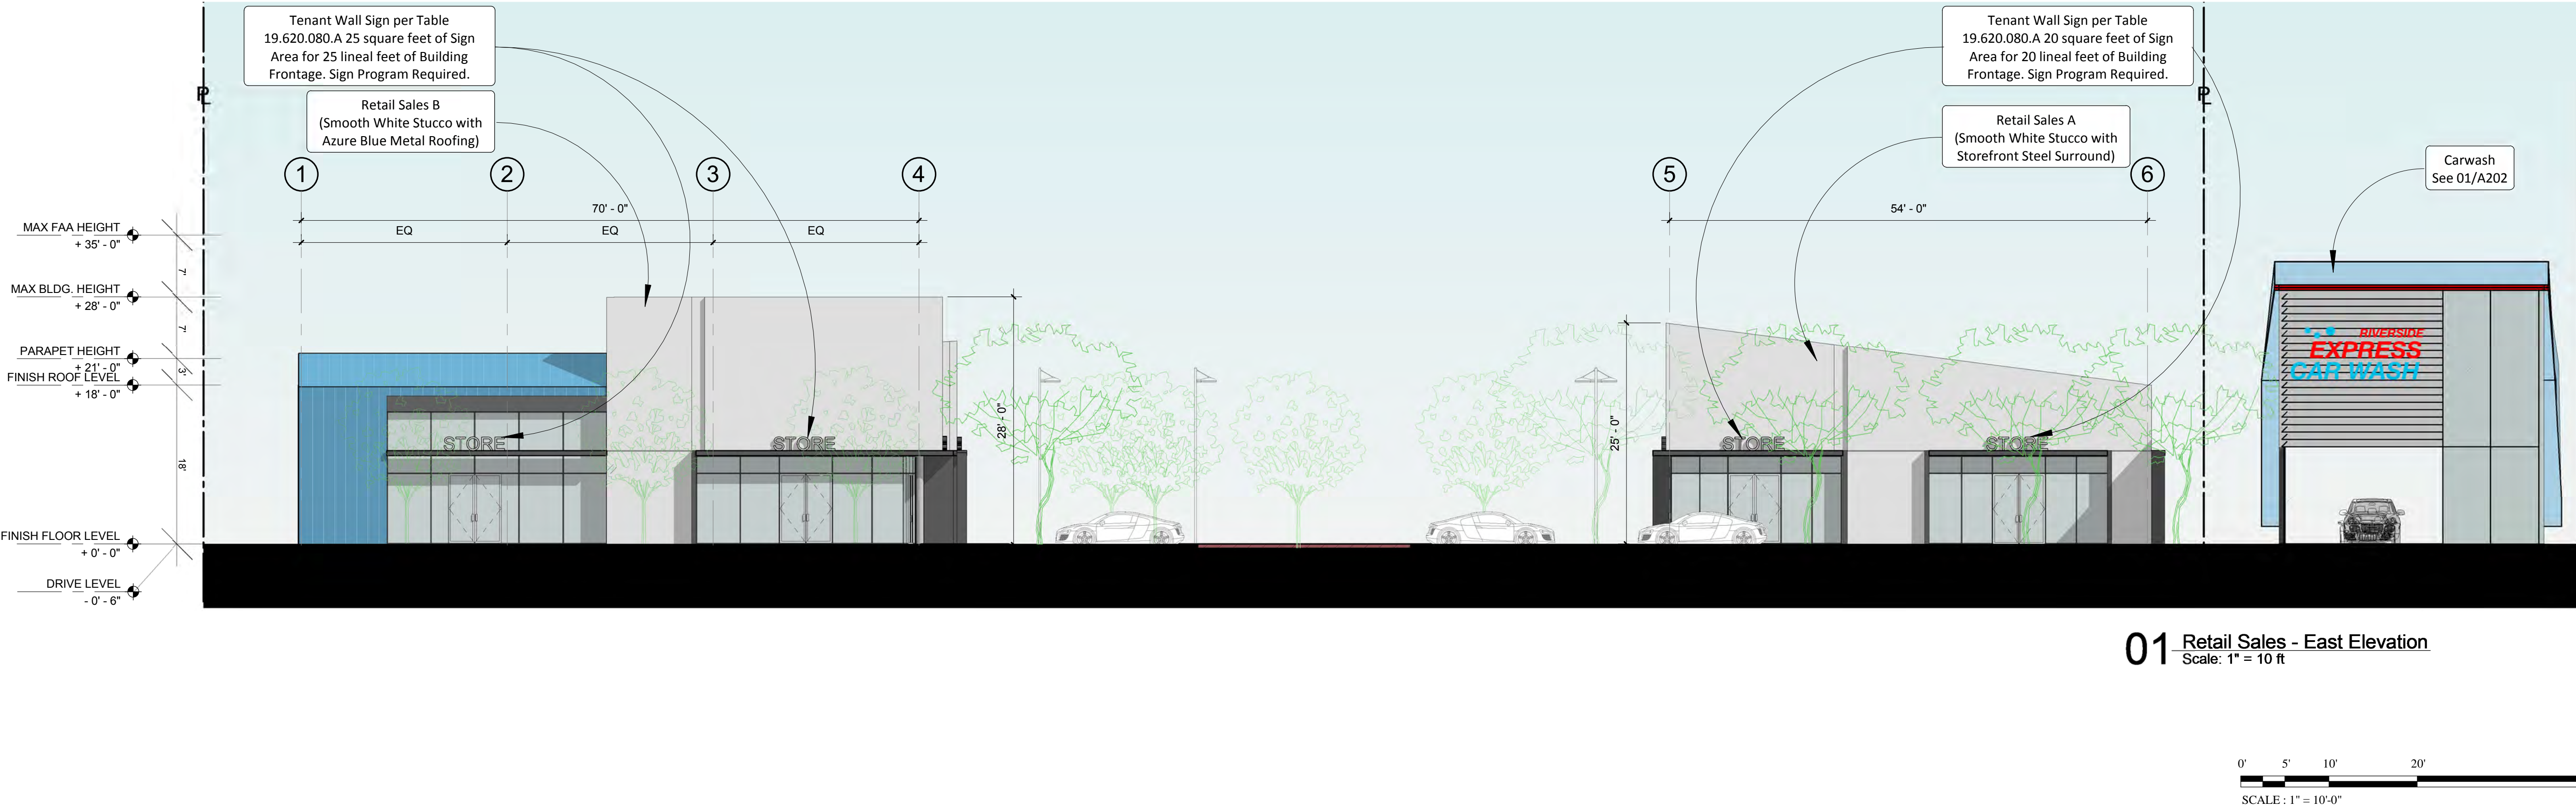 Tenant Wall Sign per Table
19.620.080.A 25 square feet of Sign
Area for 25 lineal feet of Building
Frontage. Sign Program Required.
Tenant Wall Sign per Table
19.620.080.A 20 square feet of Sign
Area for 20 lineal feet of Building
Frontage. Sign Program Required.
PL
PL
Retail Sales B
(Smooth White Stucco with
Azure Blue Metal Roofing)
Retail Sales A
(Smooth White Stucco with
Storefront Steel Surround)
Carwash
See 01/A202
1
2
3
4
5
6
70' - 0"
54' - 0"
EQ
EQ
EQ
MAX FAA HEIGHT
+ 35' - 0"
7'
MAX BLDG. HEIGHT
+ 28' - 0"
7'
PARAPET HEIGHT
+ 21' - 0"
3'
FINISH ROOF LEVEL
+ 18' - 0"
18'
FINISH FLOOR LEVEL
+ 0' - 0"
DRIVE LEVEL
- 0' - 6"
STORE
STORE
28' - 0"
25' - 0"
STORE
STORE
RIVERSIDE
EXPRESS
CAR WASH
01 Retail Sales - East Elevation
Scale: 1" = 10 ft
0' 5' 10' 20'
SCALE : 1" = 10'-0"